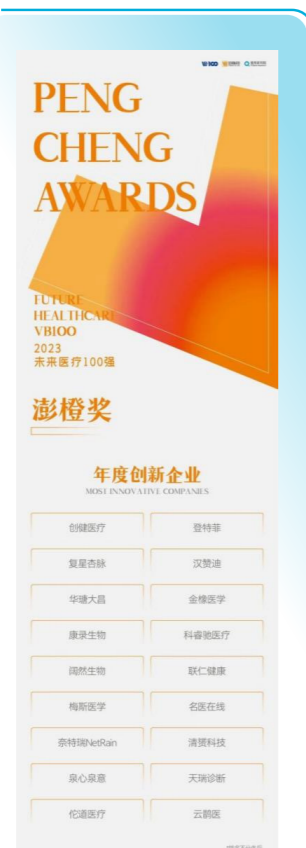 VB100
PENG
CHENG
AWARDS
FUTURE
HEALTHCARE
VB100
2023
未来医疗100强
澎橙奖
年度创新企业
MOST INNOVATIVE COMPANIES
创健医疗 登特菲
复星杏脉 汉赞迪
华瑭大昌 金橡医学
康录生物 科睿驰医疗
阔然生物 联仁健康
梅斯医学 名医在线
奈特瑞NetRain 清赟科技
泉心泉意 天瑞诊断
佗道医疗 云鹊医